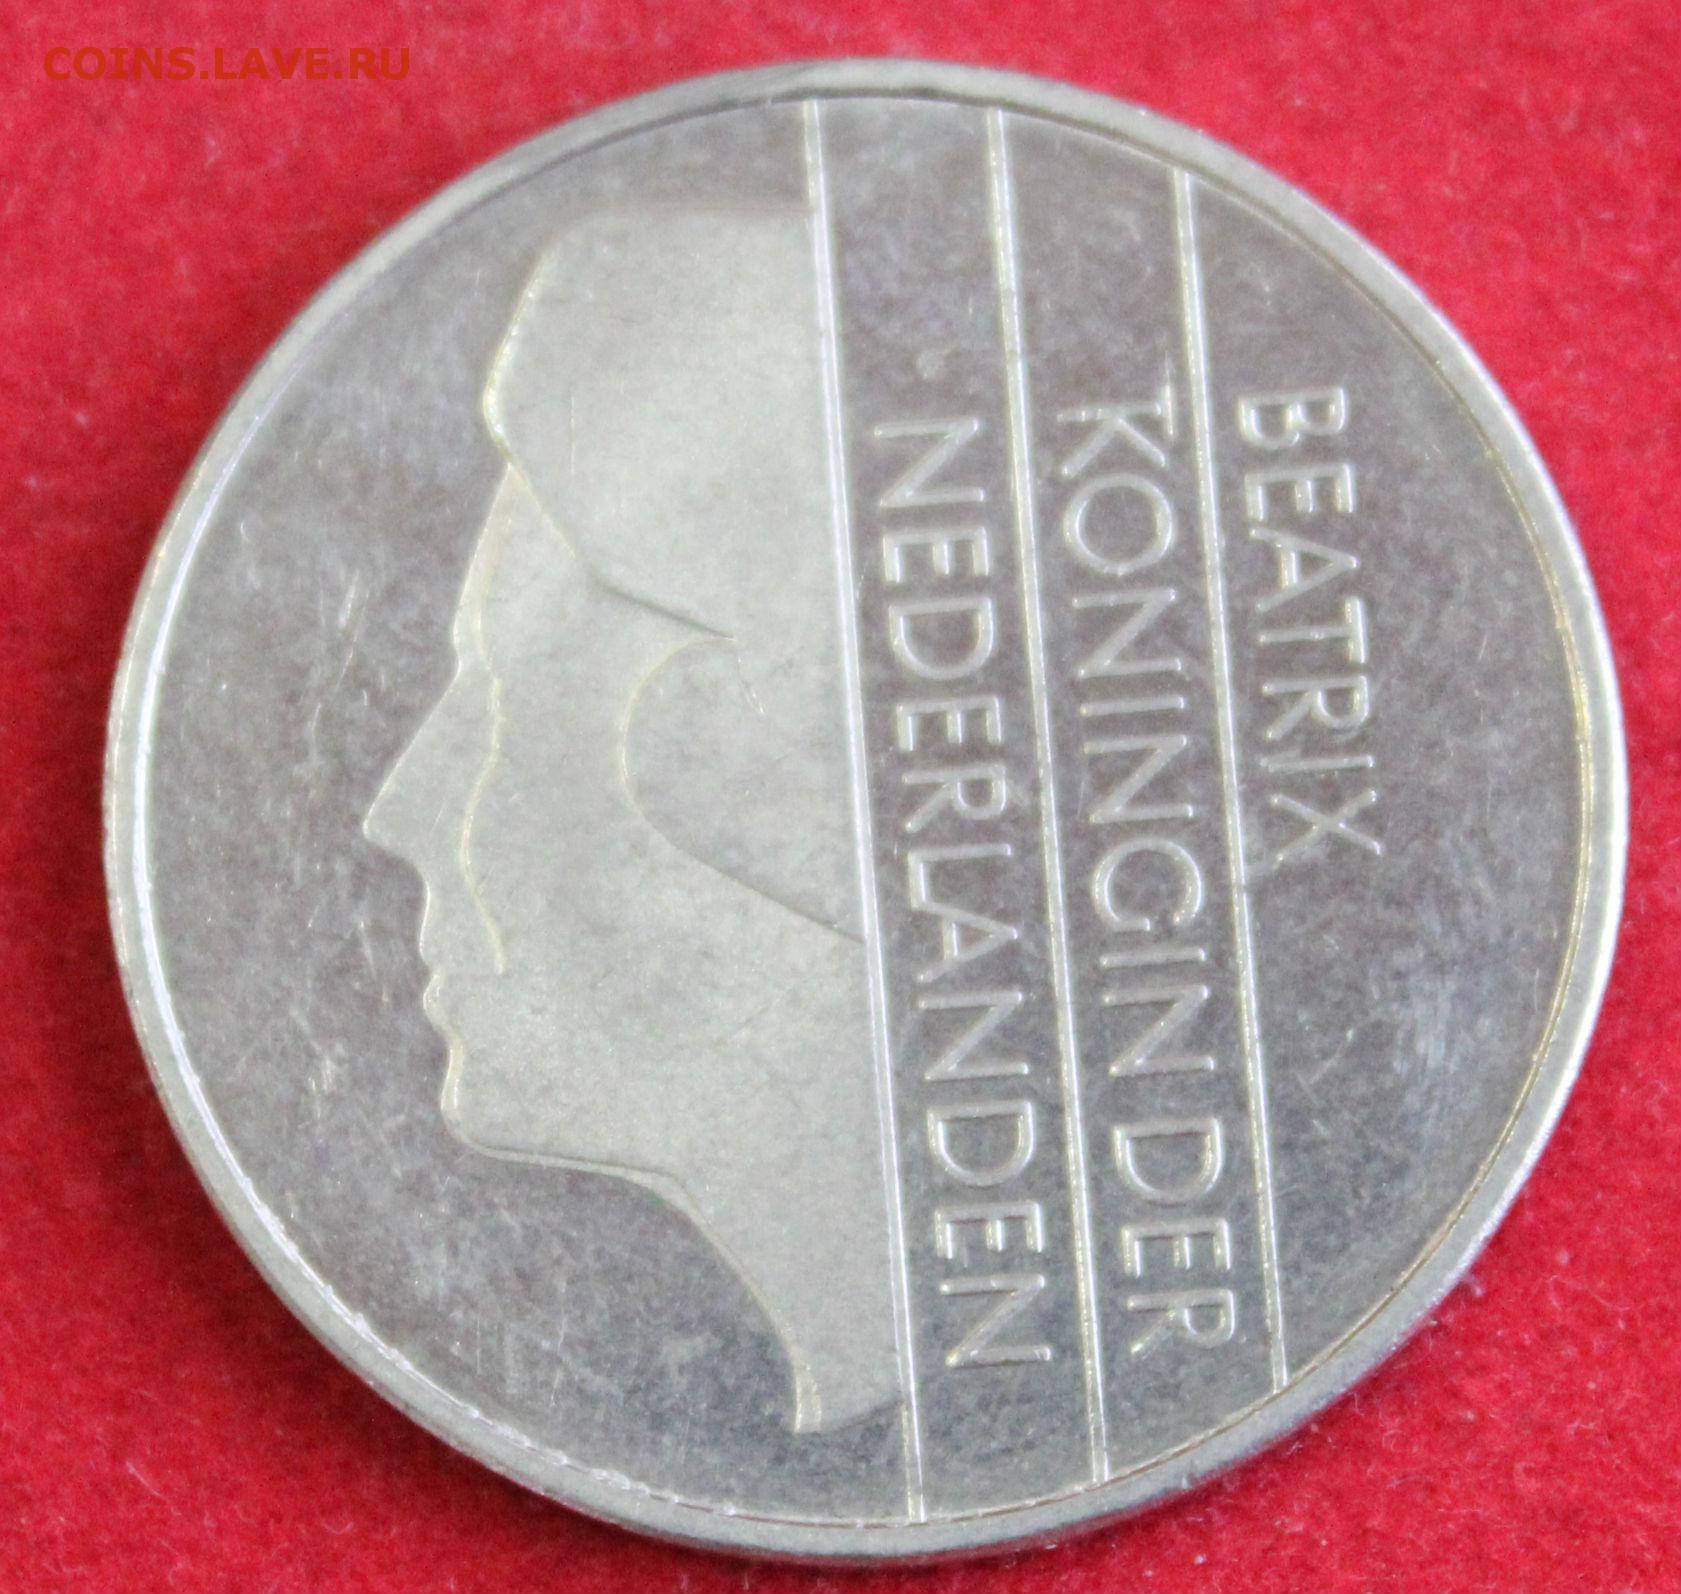 COINS.LAVE.RU
BEATRIX
KONINGIN DER
NEDERLANDEN